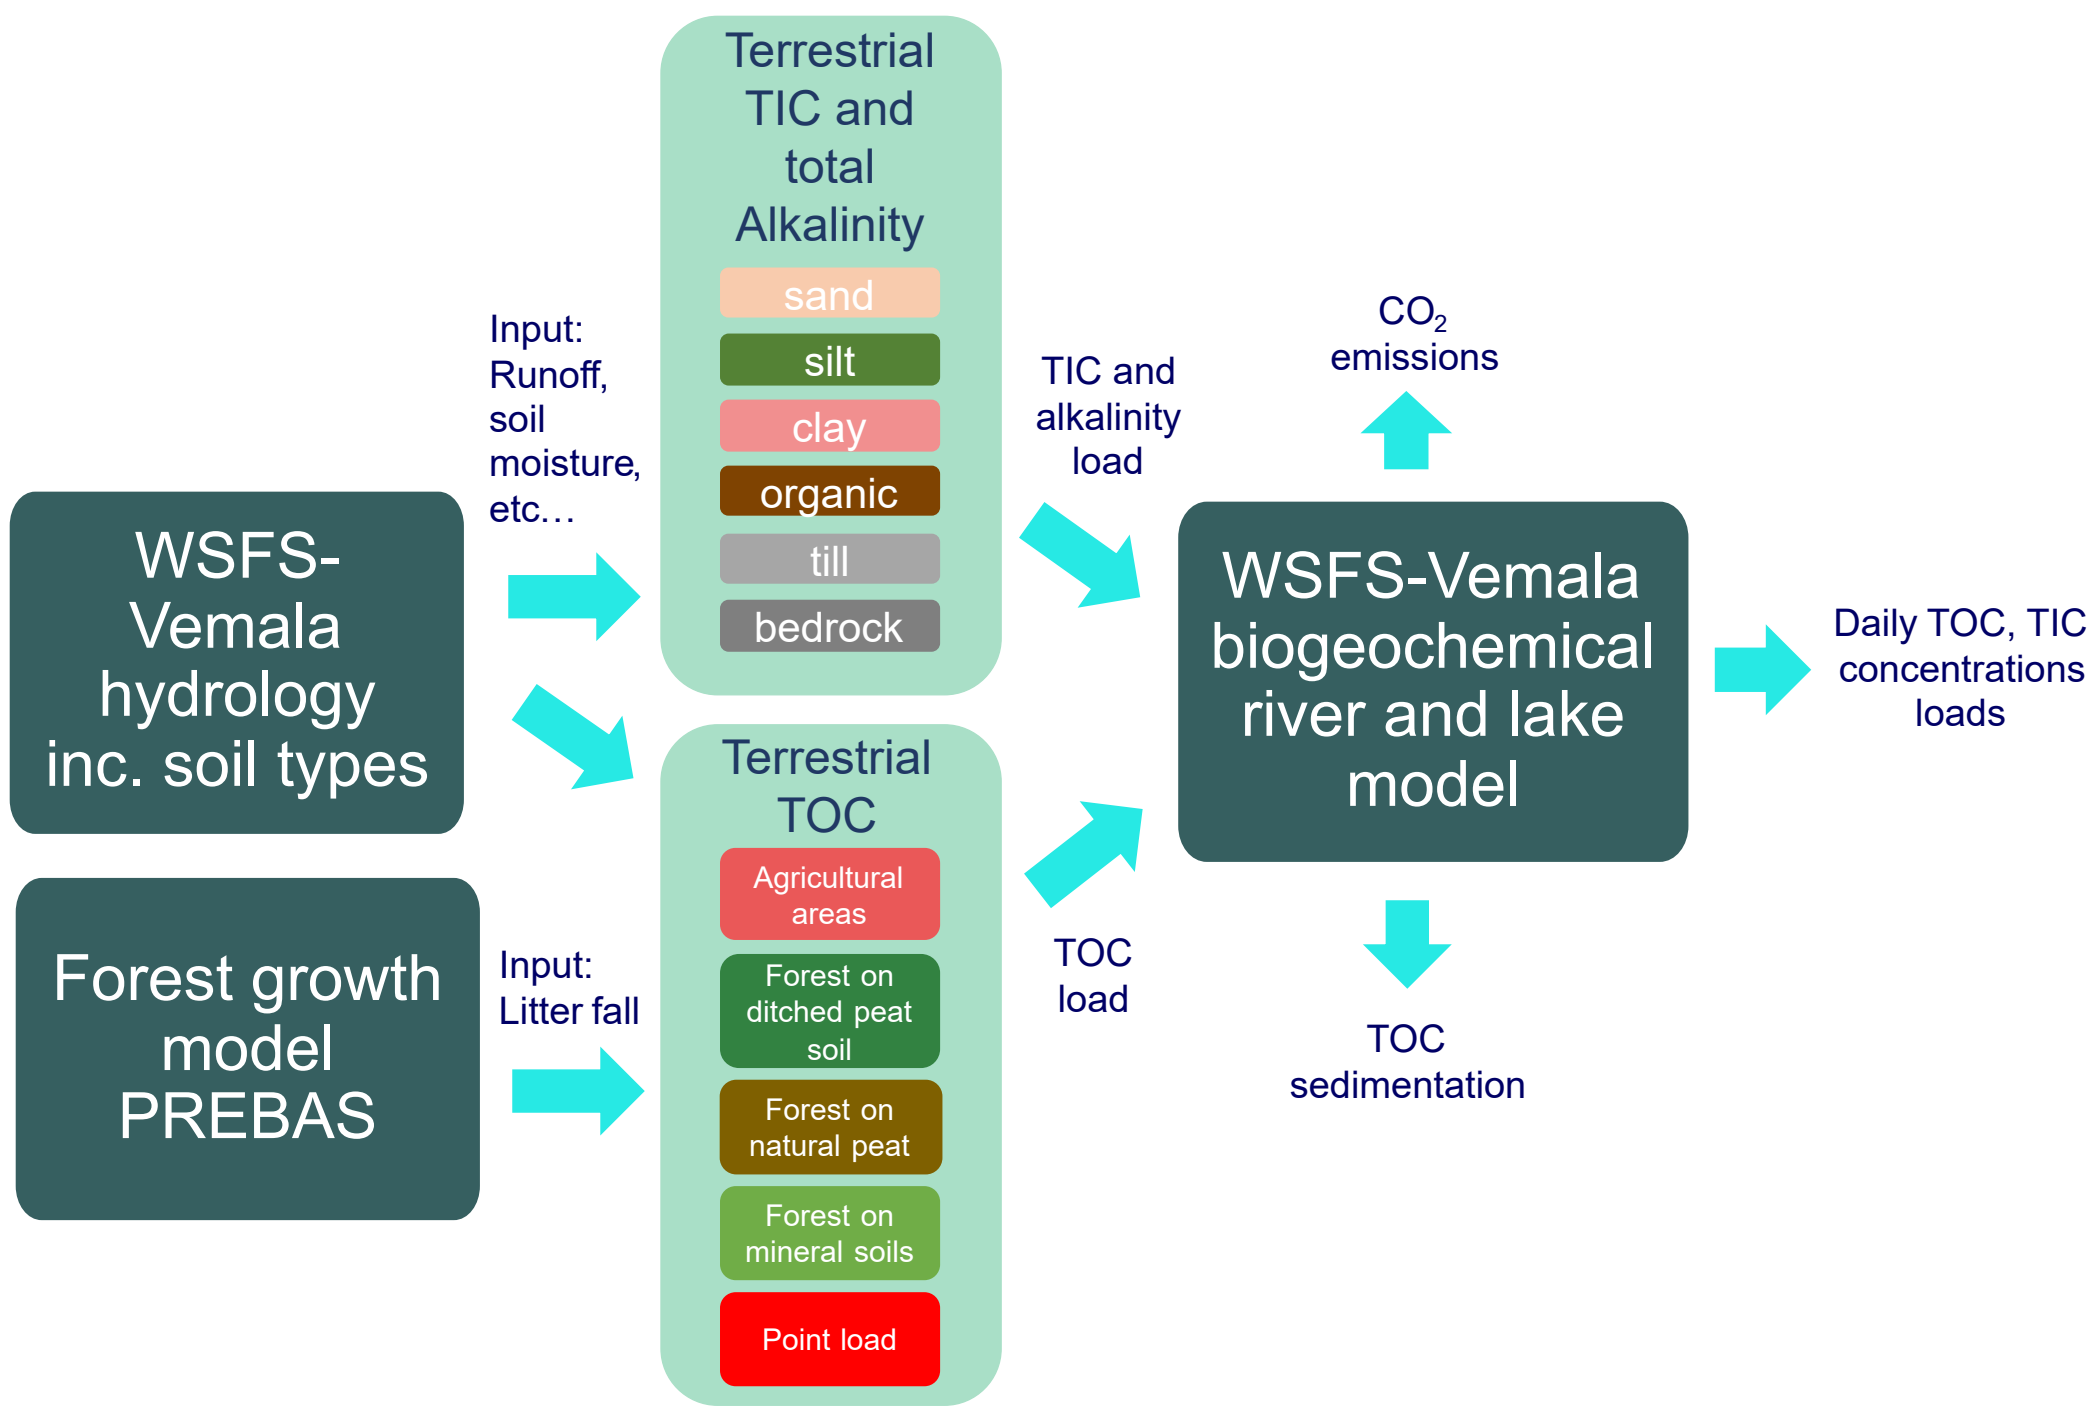 WSFS-
Vemala
hydrology
inc. soil types
Forest growth
model
PREBAS
Input:
Runoff,
soil
moisture,
etc…
Input:
Litter fall
Terrestrial
TIC and
total
Alkalinity
sand
silt
clay
organic
till
bedrock
Terrestrial
TOC
Agricultural
areas
Forest on
ditched peat
soil
Forest on
natural peat
Forest on
mineral soils
Point load
TIC and
alkalinity
load
TOC
load
CO₂
emissions
WSFS-Vemala
biogeochemical
river and lake
model
TOC
sedimentation
Daily TOC, TIC
concentrations
loads